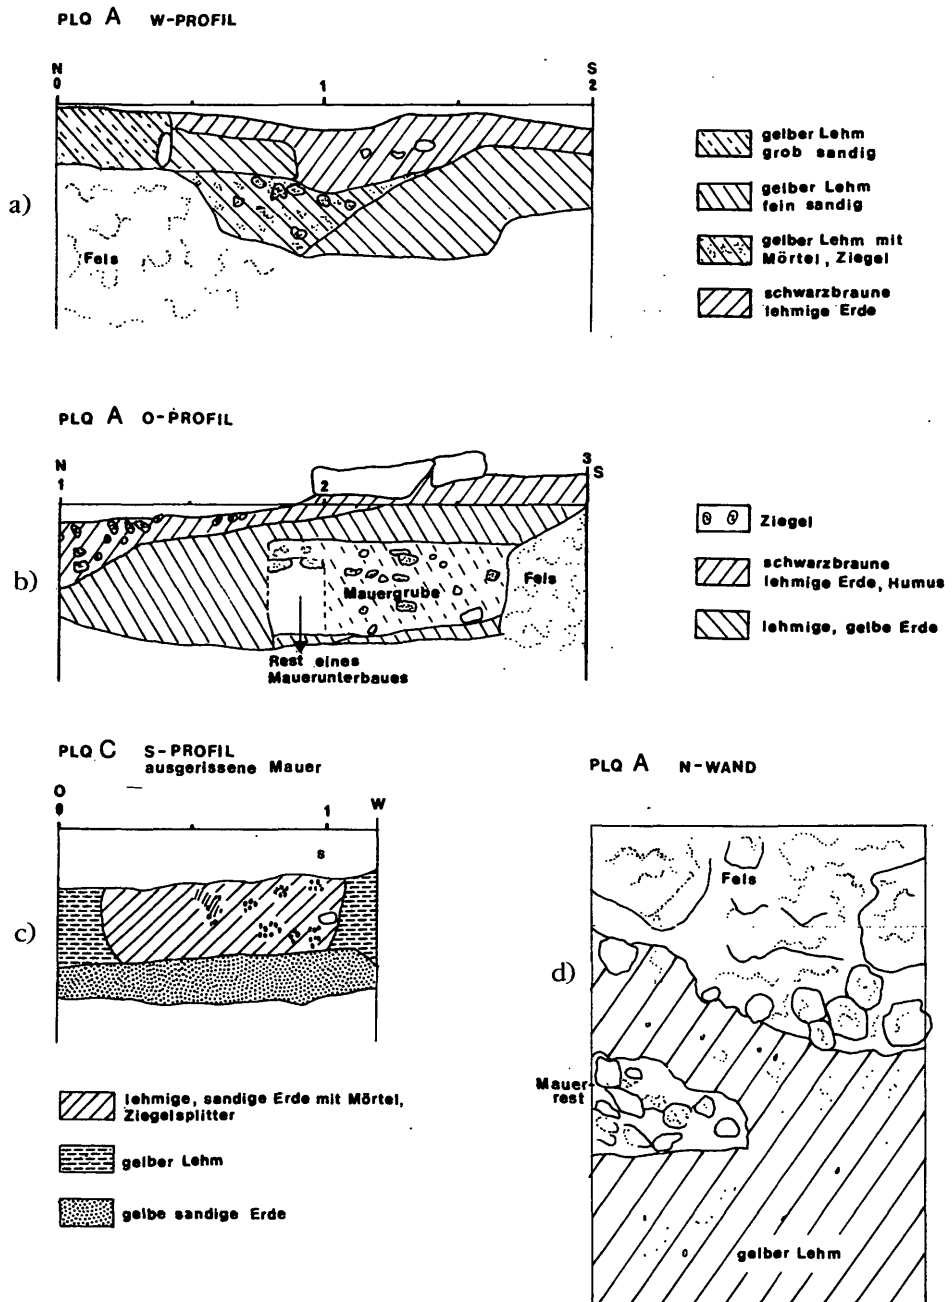 PLQ A W-PROFIL
N
0
1
S
2
a)
Fels
gelber Lehm
grob sandig
gelber Lehm
fein sandig
gelber Lehm mit
Mörtel, Ziegel
schwarzbraune
lehmige Erde
PLQ A O-PROFIL
N
1
2
3
S
b)
Mauergrube
Fels
Rest eines
Mauerunterbaues
Ziegel
schwarzbraune
lehmige Erde, Humus
lehmige, gelbe Erde
PLQ C S-PROFIL
ausgerissene Mauer
O
0
1
W
s
c)
lehmige, sandige Erde mit Mörtel,
Ziegelsplitter
gelber Lehm
gelbe sandige Erde
PLQ A N-WAND
Fels
d)
Mauer-
rest
gelber Lehm